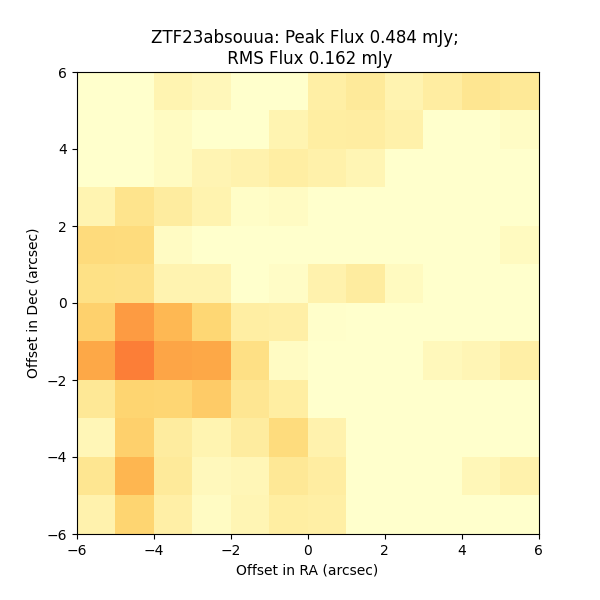 ZTF23absouua: Peak Flux 0.484 mJy;
RMS Flux 0.162 mJy
6
4
2
0
−2
−4
−6
Offset in Dec (arcsec)
−6 −4 −2 0 2 4 6
Offset in RA (arcsec)